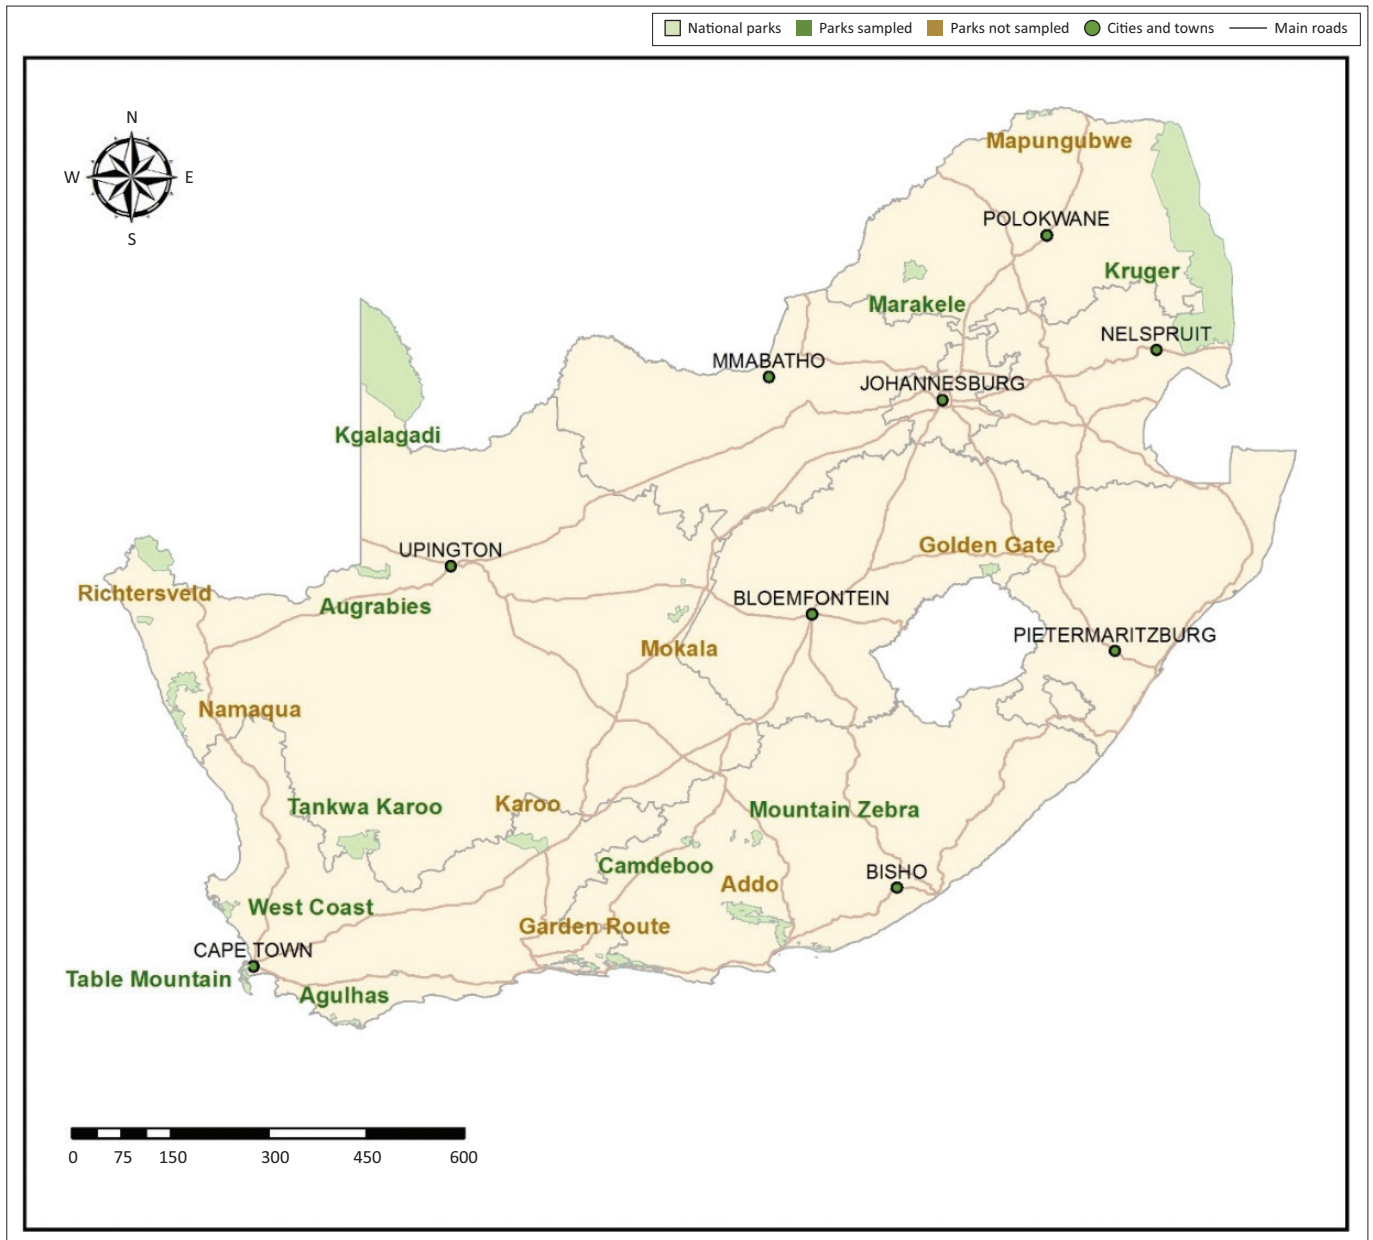 National parks Parks sampled Parks not sampled Cities and towns Main roads
N
W E
S
Mapungubwe
POLOKWANE
Kruger
Marakele
NELSPRUIT
MMABATHO
JOHANNESBURG
Kgalagadi
Golden Gate
UPINGTON
Richtersveld
BLOEMFONTEIN
Augrabies
PIETERMARITZBURG
Mokala
Namaqua
Karoo
Tankwa Karoo
Mountain Zebra
Camdeboo
BISHO
Addo
West Coast
Garden Route
CAPE TOWN
Table Mountain
Agulhas
0 75 150 300 450 600